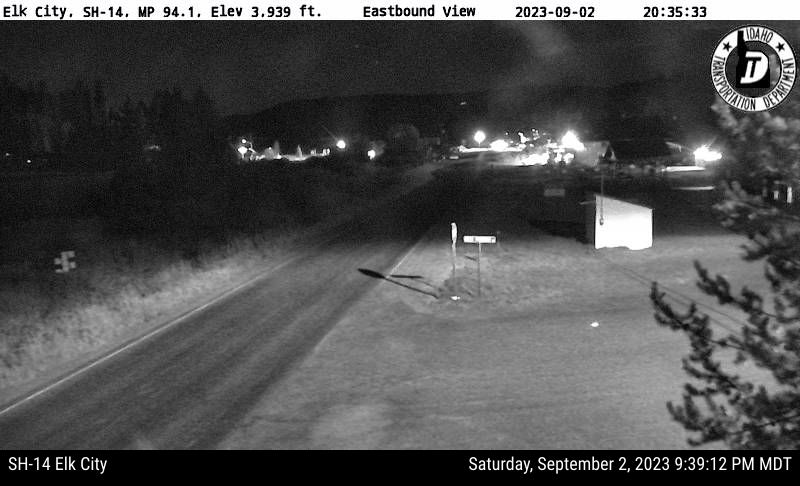 Elk City, SH-14, MP 94.1, Elev 3,939 ft. Eastbound View 2023-09-02 20:35:33
IDAHO
TRANSPORTATION DEPARTMENT
SH-14 Elk City Saturday, September 2, 2023 9:39:12 PM MDT